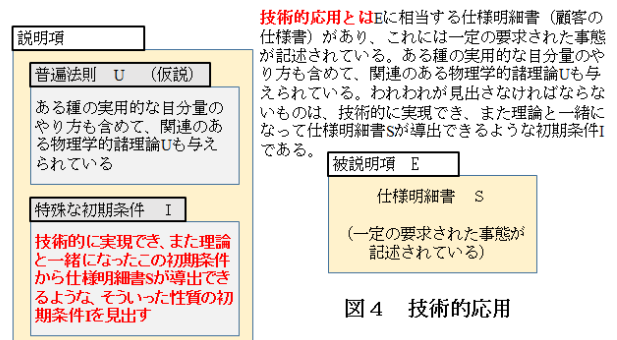 技術的応用とはEに相当する仕様明細書（顧客の
仕様書）があり、これには一定の要求された事態
が記述されている。ある種の実用的な目分量のや
り方も含めて、関連のある物理学的諸理論Uも与
えられている。われわれが見出さなければならな
いものは、技術的に実現でき、また理論と一緒に
なって仕様明細書Sが導出できるような初期条件I
である。
説明項
普遍法則　U　（仮説）
ある種の実用的な目分量の
やり方も含めて、関連のあ
る物理学的諸理論Uも与え
られている
特殊な初期条件　I
技術的に実現でき、また理論
と一緒になったこの初期条件
から仕様明細書Sが導出でき
るような、そういった性質の初
期条件Iを見出す
被説明項　E
仕様明細書　S
（一定の要求された事態が
記述されている）
図４　技術的応用